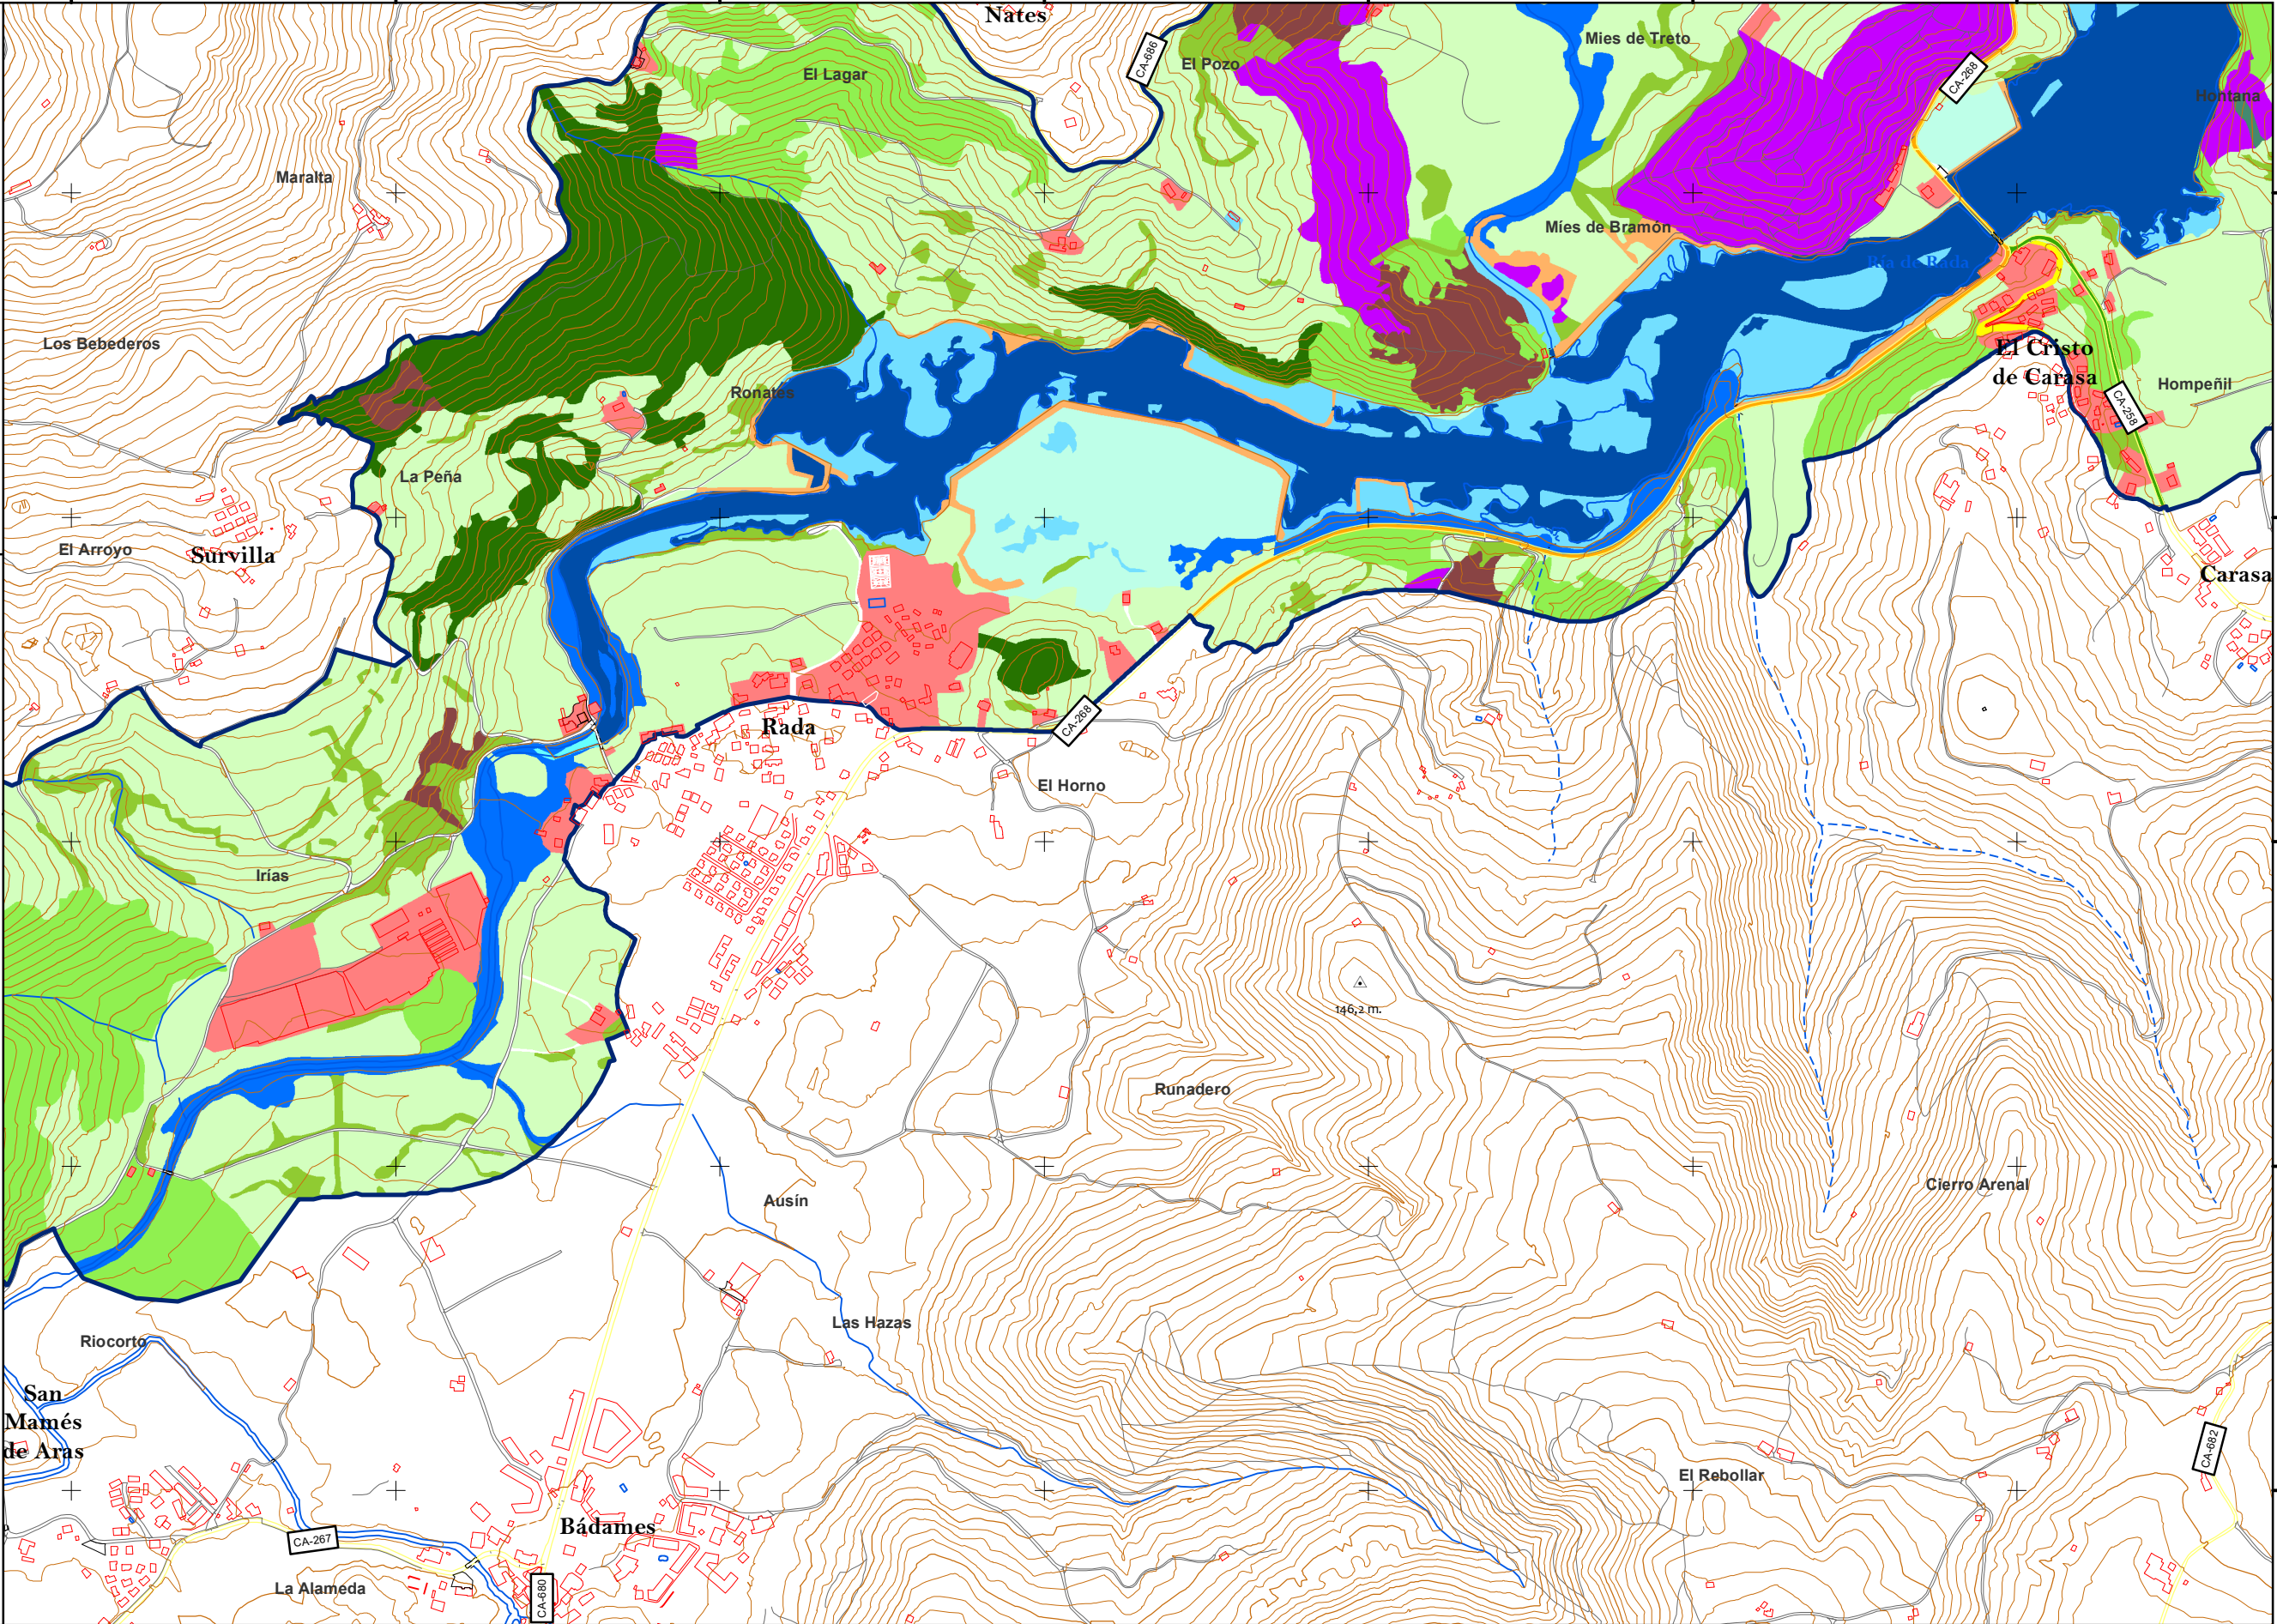 Nates
Mies de Treto
CA-686
El Pozo
El Lagar
CA-268
Hontana
Maralta
Míes de Bramón
Ría de Rada
Los Bebederos
El Cristo
de Carasa
Hompeñil
Ronatés
CA-258
La Peña
El Arroyo
Survilla
Carasa
Rada
CA-268
El Horno
Irías
146,2 m.
Runadero
Cierro Arenal
Ausín
Las Hazas
Riocorto
San
Mamés
de Aras
CA-682
El Rebollar
Bádames
CA-267
La Alameda
CA-680